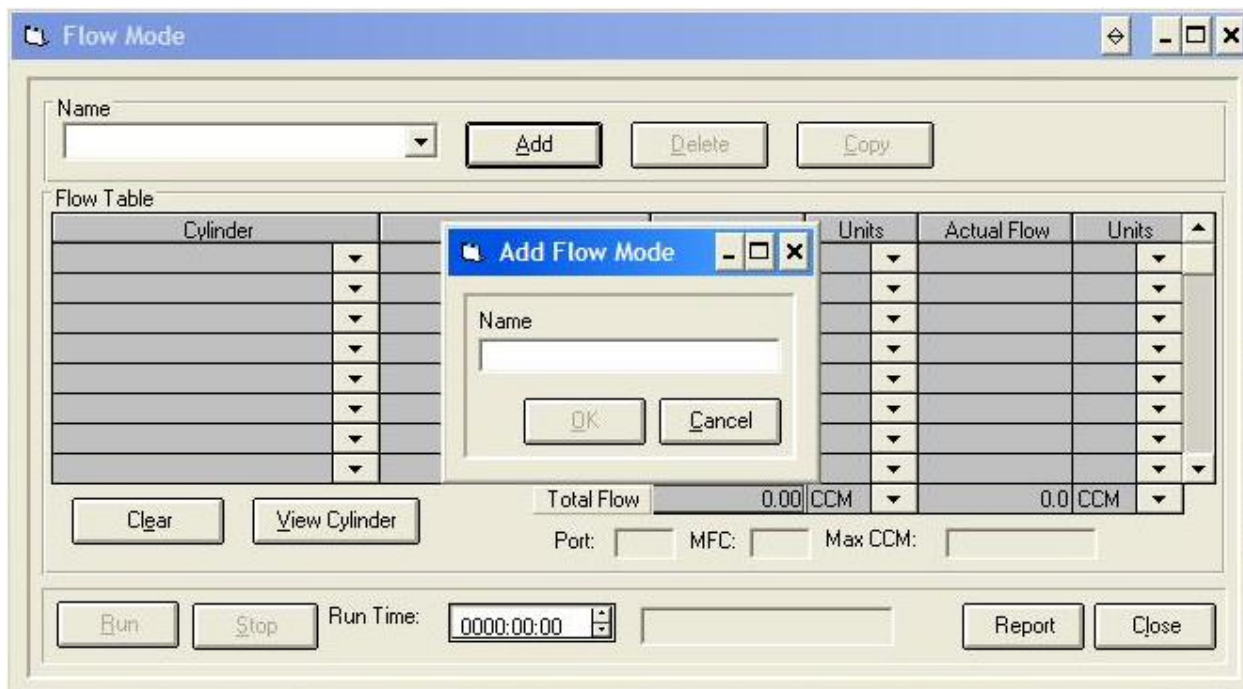 Flow Mode
Name
Add Delete Copy
Flow Table
Cylinder Units Actual Flow Units
Add Flow Mode
Name
OK Cancel
Total Flow 0.00 CCM 0.0 CCM
Clear View Cylinder
Port: MFC: Max CCM:
Run Stop Run Time: 0000:00:00 Report Close